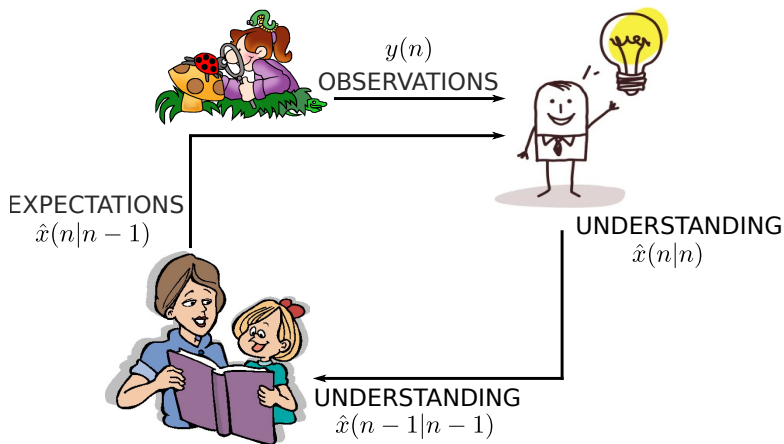 y(n)
OBSERVATIONS
EXPECTATIONS
x̂(n|n − 1)
UNDERSTANDING
x̂(n|n)
UNDERSTANDING
x̂(n − 1|n − 1)